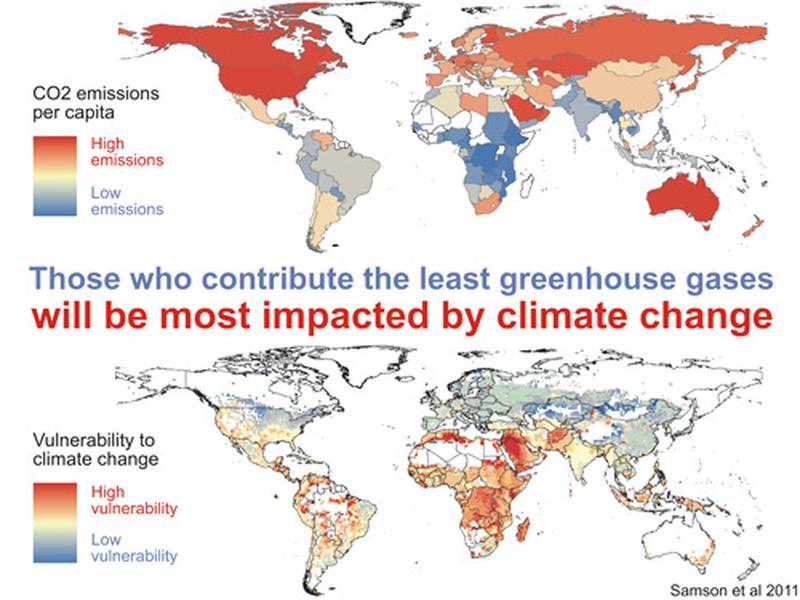 CO2 emissions
per capita
High
emissions
Low
emissions
Those who contribute the least greenhouse gases
will be most impacted by climate change
Vulnerability to
climate change
High
vulnerability
Low
vulnerability
Samson et al 2011